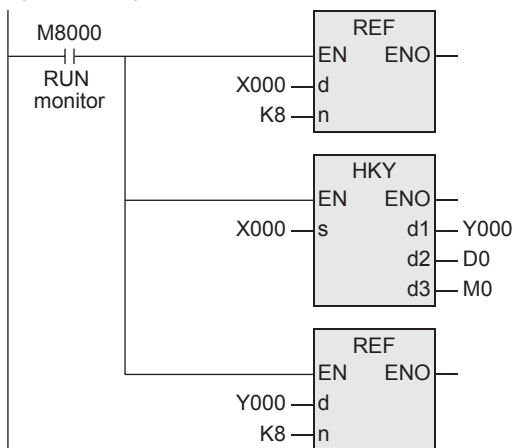 M8000
RUN
monitor
REF
EN ENO
X000 d
K8 n
HKY
EN ENO
X000 s d1 Y000
d2 D0
d3 M0
REF
EN ENO
Y000 d
K8 n